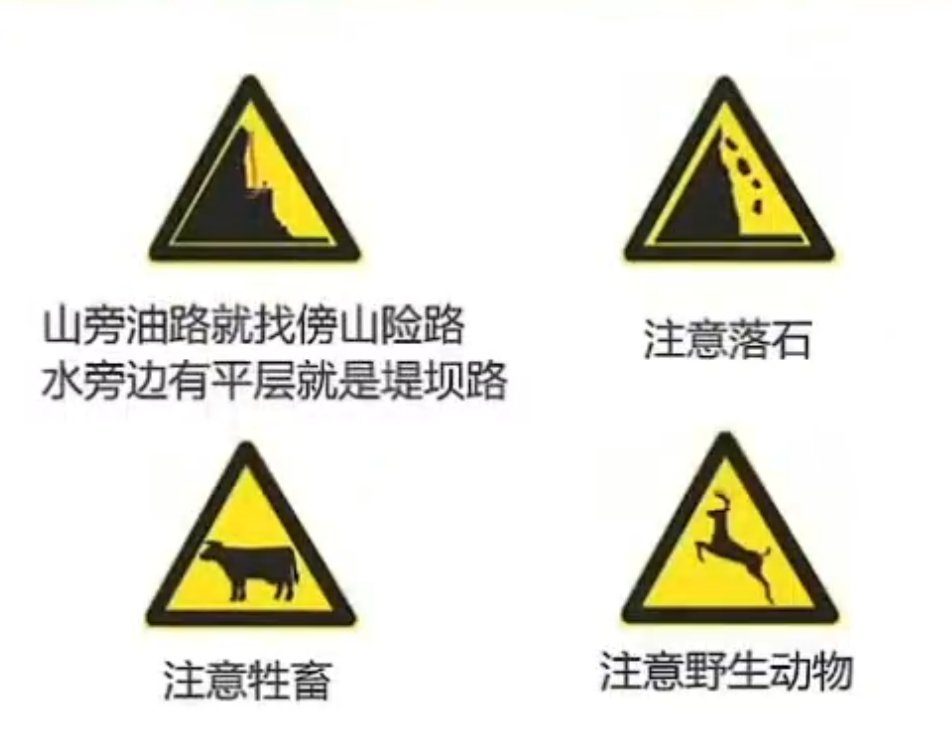 山旁油路就找傍山险路
水旁边有平层就是堤坝路
注意落石
注意牲畜
注意野生动物